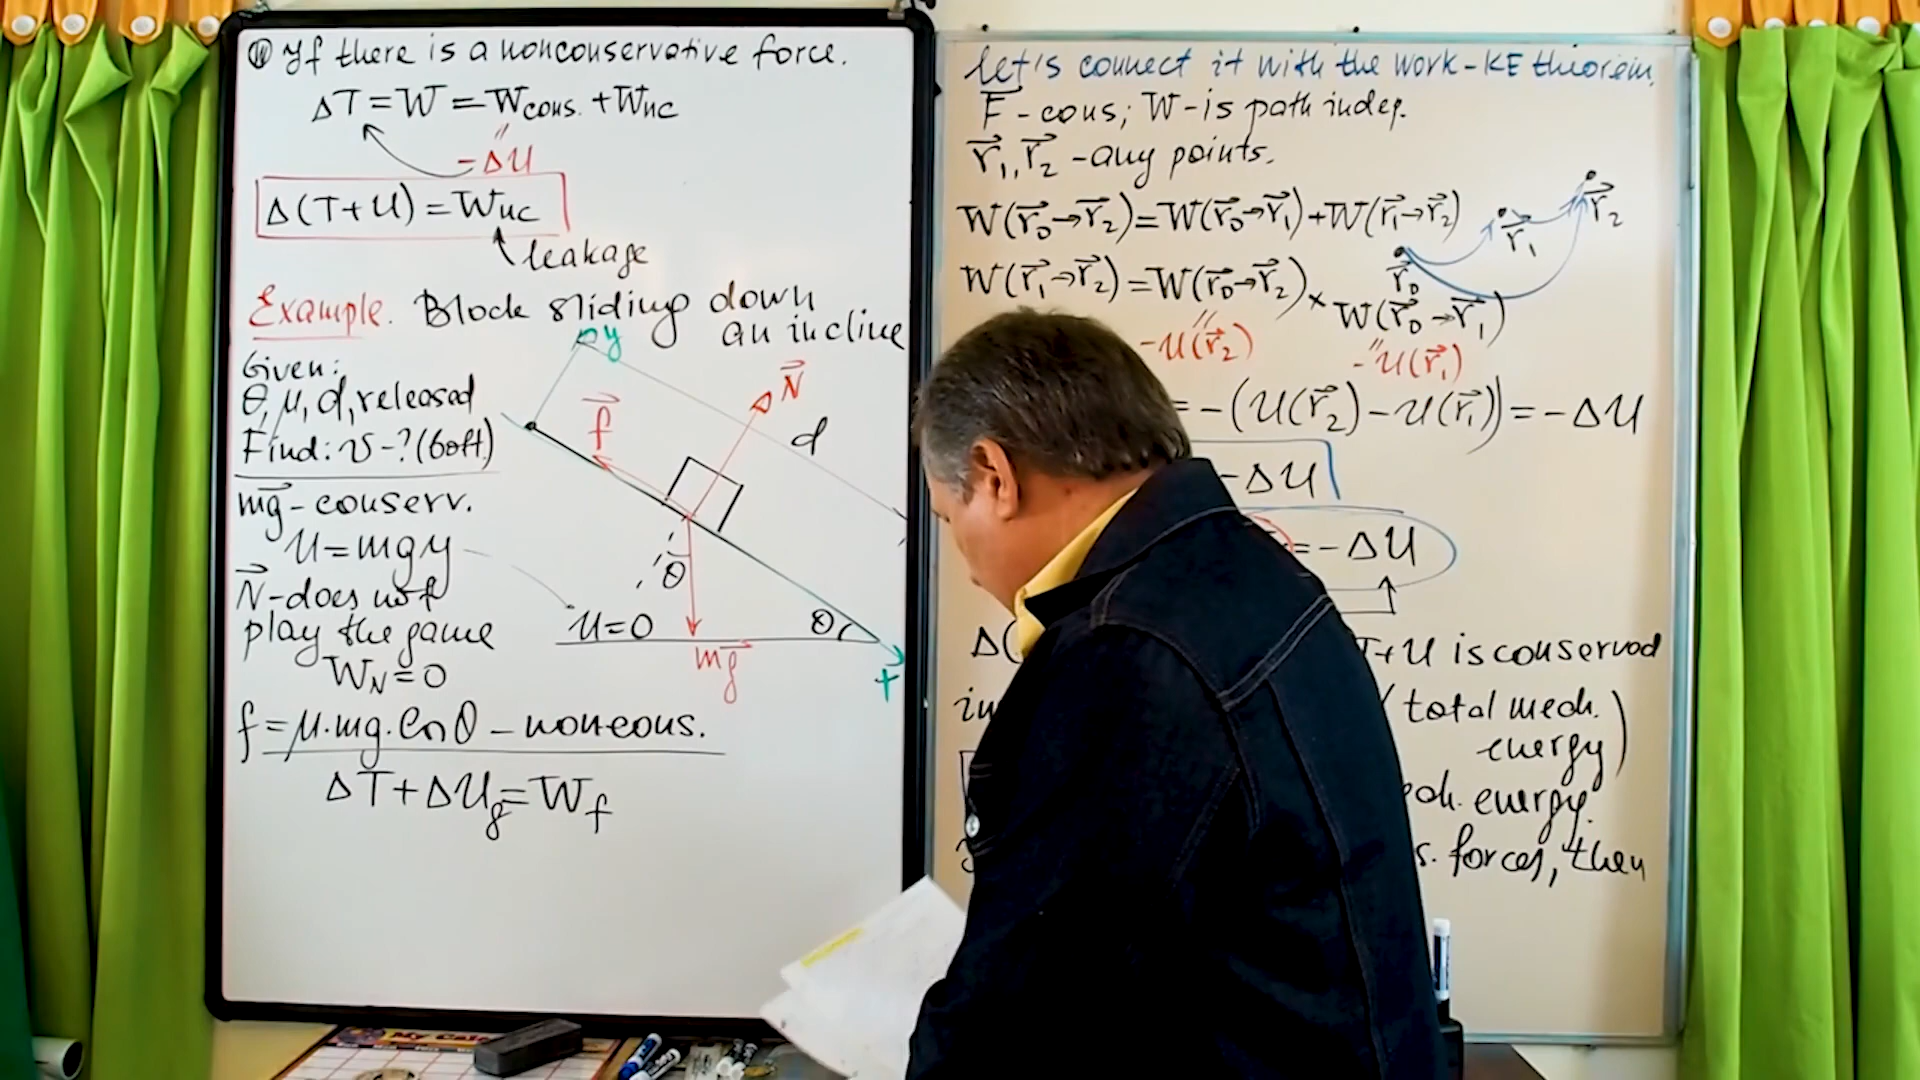 If there is a nonconservative force.
ΔT = W = Wcons. + Wnc
= -ΔU
Δ(T+U) = Wnc
leakage
Example. Block sliding down
an incline
Given:
θ, μ, d, released
Find: v - ? (bott.)
mg - conserv.
U = mgy
N - does not
play the game
W_N = 0
f = μ·mg·cosθ - noncons.
ΔT + ΔU_g = W_f
y
N
f
d
θ
U=0
θ
mg
x
Let's connect it with the work-KE theorem.
F - cons; W - is path indep.
r₁, r₂ - any points.
W(r₀→r₂) = W(r₀→r₁) + W(r₁→r₂)
W(r₁→r₂) = W(r₀→r₂) × W(r₀→r₁)
-U(r₂)
-U(r₁)
r₀
r₁
r₂
= -(U(r₂) - U(r₁)) = -ΔU
-ΔU
= -ΔU
Δ(
T+U is conserved
(total mech.
energy)
energy.
forces, then
My